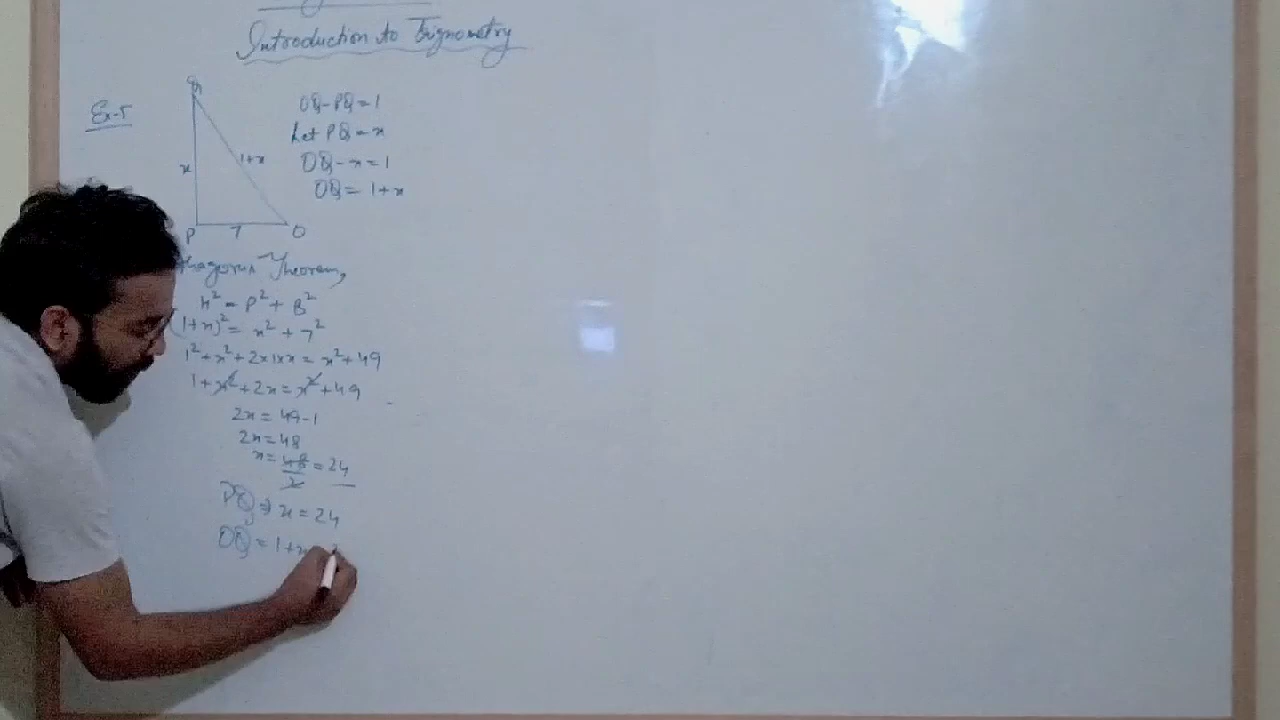 Introduction to Trignometry
Ex-5
Q
OQ-PQ=1
Let PQ=x
OQ-x=1
OQ=1+x
x
1+x
P
7
O
Theorem,
H² = P² + B²
(1+x)² = x² + 7²
1²+x²+2×1×x = x²+49
1+x²+2x=x²+49
2x = 49-1
2x=48
x=48/2=24
PQ ⇒ x = 24
OQ = 1+x